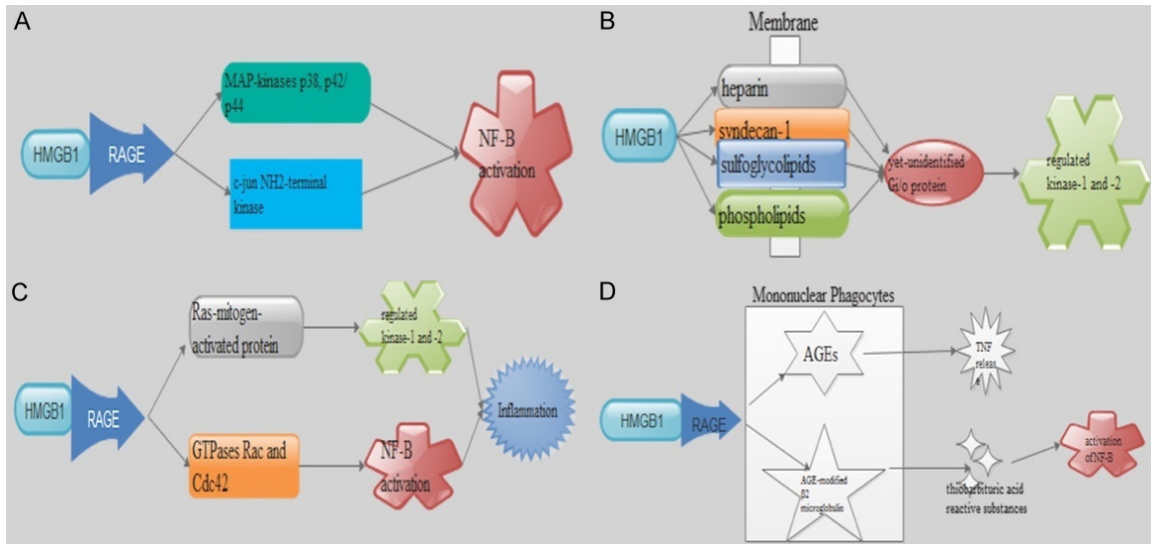 A
HMGB1
RAGE
MAP-kinases p38, p42/
p44
c-jun NH2-terminal
kinase
NF-B
activation
B
Membrane
HMGB1
heparin
syndecan-1
sulfoglycolipids
phospholipids
yet-unidentified
Gi/o protein
regulated
kinase-1 and -2
C
HMGB1
RAGE
Ras-mitogen-
activated protein
regulated
kinase-1 and -2
GTPases Rac and
Cdc42
NF-B
activation
Inflammation
D
Mononuclear Phagocytes
HMGB1
RAGE
AGEs
TNF
releas
e
AGE-modified
β2
microglobulin
thiobarbituric acid
reactive substances
activation
of NF-B